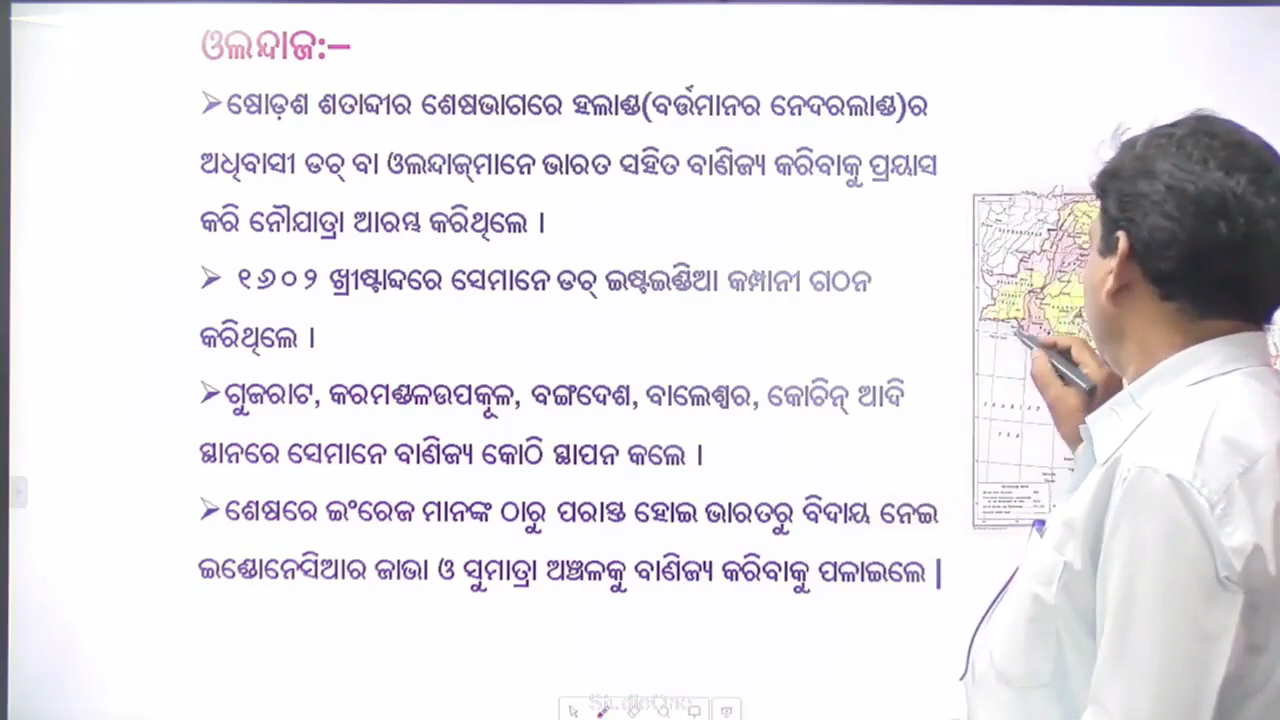 ଓଲନ୍ଦାଜ:–
➢ଷୋଡ଼ଶ ଶତାବ୍ଦୀର ଶେଷଭାଗରେ ହଲାଣ୍ଡ(ବର୍ତ୍ତମାନର ନେଦରଲାଣ୍ଡ)ର
ଅଧିବାସୀ ଡଚ୍ ବା ଓଲନ୍ଦାଜ୍‌ମାନେ ଭାରତ ସହିତ ବାଣିଜ୍ୟ କରିବାକୁ ପ୍ରୟାସ
କରି ନୌଯାତ୍ରା ଆରମ୍ଭ କରିଥିଲେ ।
➢ ୧୬୦୨ ଖ୍ରୀଷ୍ଟାବ୍ଦରେ ସେମାନେ ଡଚ୍ ଇଷ୍ଟଇଣ୍ଡିଆ କମ୍ପାନୀ ଗଠନ
କରିଥିଲେ ।
➢ଗୁଜରାଟ, କରମଣ୍ଡଳଉପକୂଳ, ବଙ୍ଗଦେଶ, ବାଲେଶ୍ୱର, କୋଚିନ୍ ଆଦି
ସ୍ଥାନରେ ସେମାନେ ବାଣିଜ୍ୟ କୋଠି ସ୍ଥାପନ କଲେ ।
➢ଶେଷରେ ଇଂରେଜ ମାନଙ୍କ ଠାରୁ ପରାସ୍ତ ହୋଇ ଭାରତରୁ ବିଦାୟ ନେଇ
ଇଣ୍ଡୋନେସିଆର ଜାଭା ଓ ସୁମାତ୍ରା ଅଞ୍ଚଳକୁ ବାଣିଜ୍ୟ କରିବାକୁ ପଳାଇଲେ |